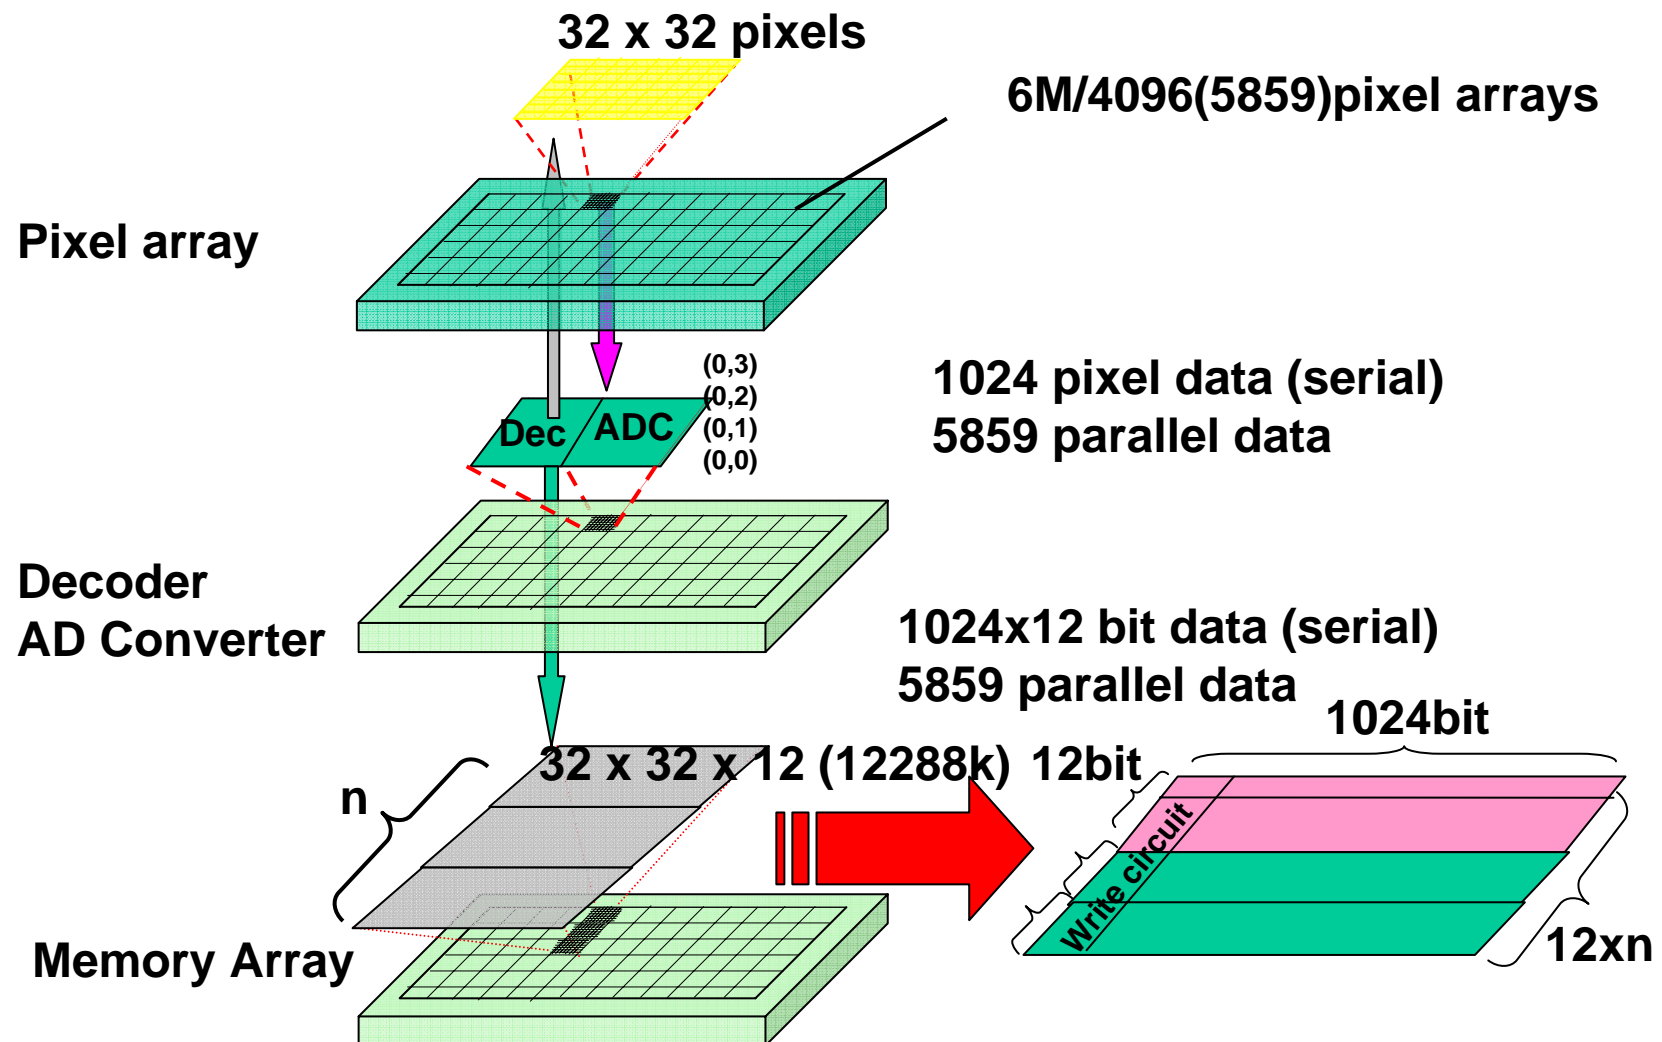 32 x 32 pixels
6M/4096(5859)pixel arrays
Pixel array
(0,3)
(0,2)
(0,1)
(0,0)
Dec
ADC
1024 pixel data (serial)
5859 parallel data
Decoder
AD Converter
1024x12 bit data (serial)
5859 parallel data
1024bit
32 x 32 x 12 (12288k)
12bit
n
Write circuit
12xn
Memory Array